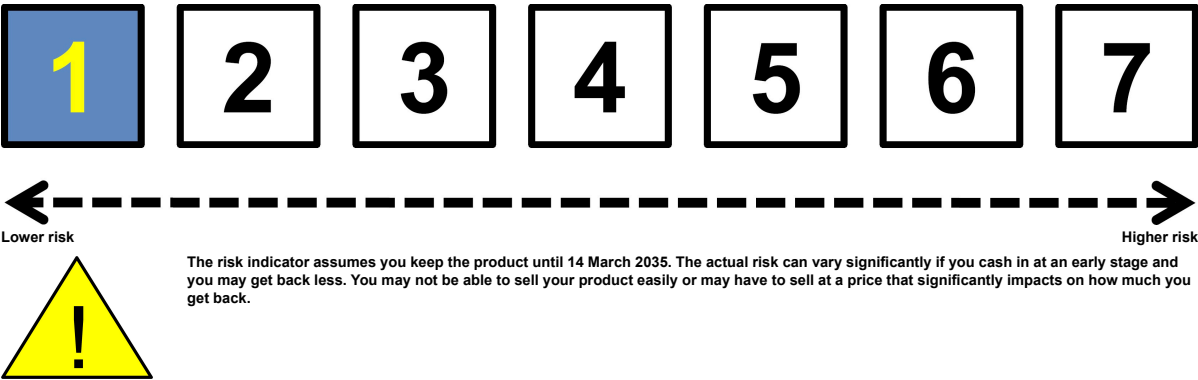 1 2 3 4 5 6 7
Lower risk Higher risk
The risk indicator assumes you keep the product until 14 March 2035. The actual risk can vary significantly if you cash in at an early stage and
you may get back less. You may not be able to sell your product easily or may have to sell at a price that significantly impacts on how much you
get back.
!